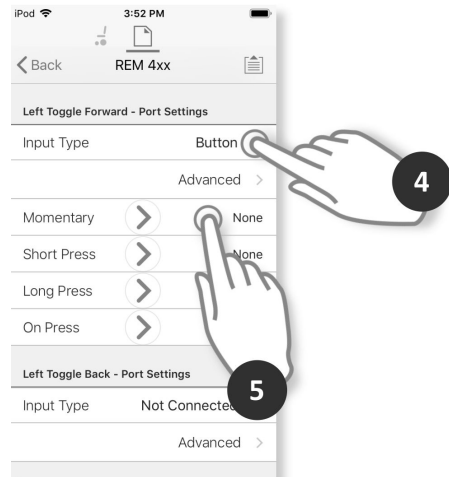 iPod 3:52 PM
Back REM 4xx
Left Toggle Forward - Port Settings
Input Type Button
Advanced
4
Momentary None
Short Press None
Long Press
On Press
Left Toggle Back - Port Settings
5
Input Type Not Connected
Advanced